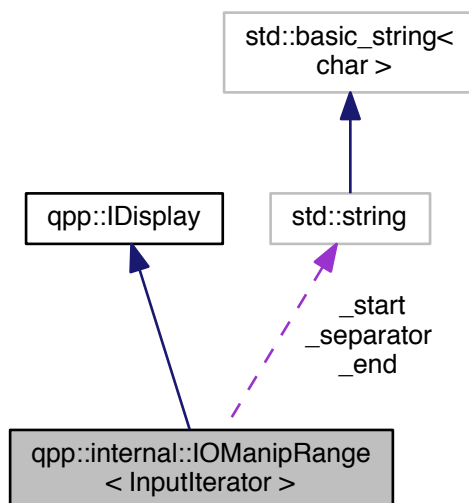 std::basic_string<
char >
qpp::IDisplay
std::string
_start
_separator
_end
qpp::internal::IOManipRange
< InputIterator >